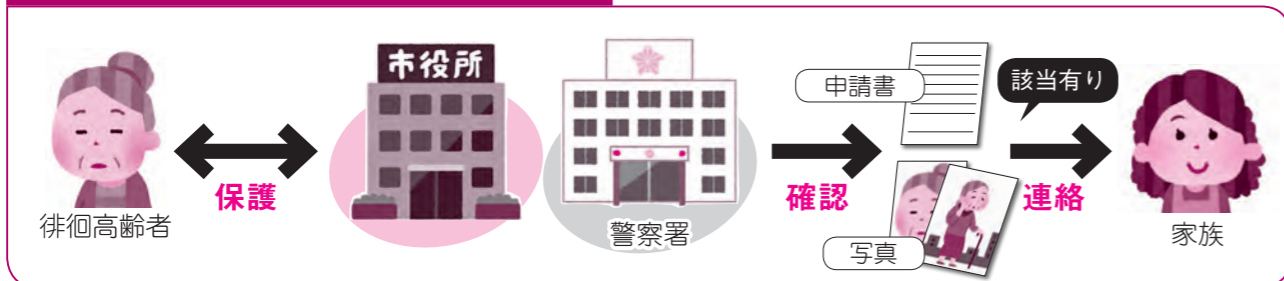 徘徊高齢者
保護
市役所
警察署
確認
申請書
写真
該当有り
連絡
家族